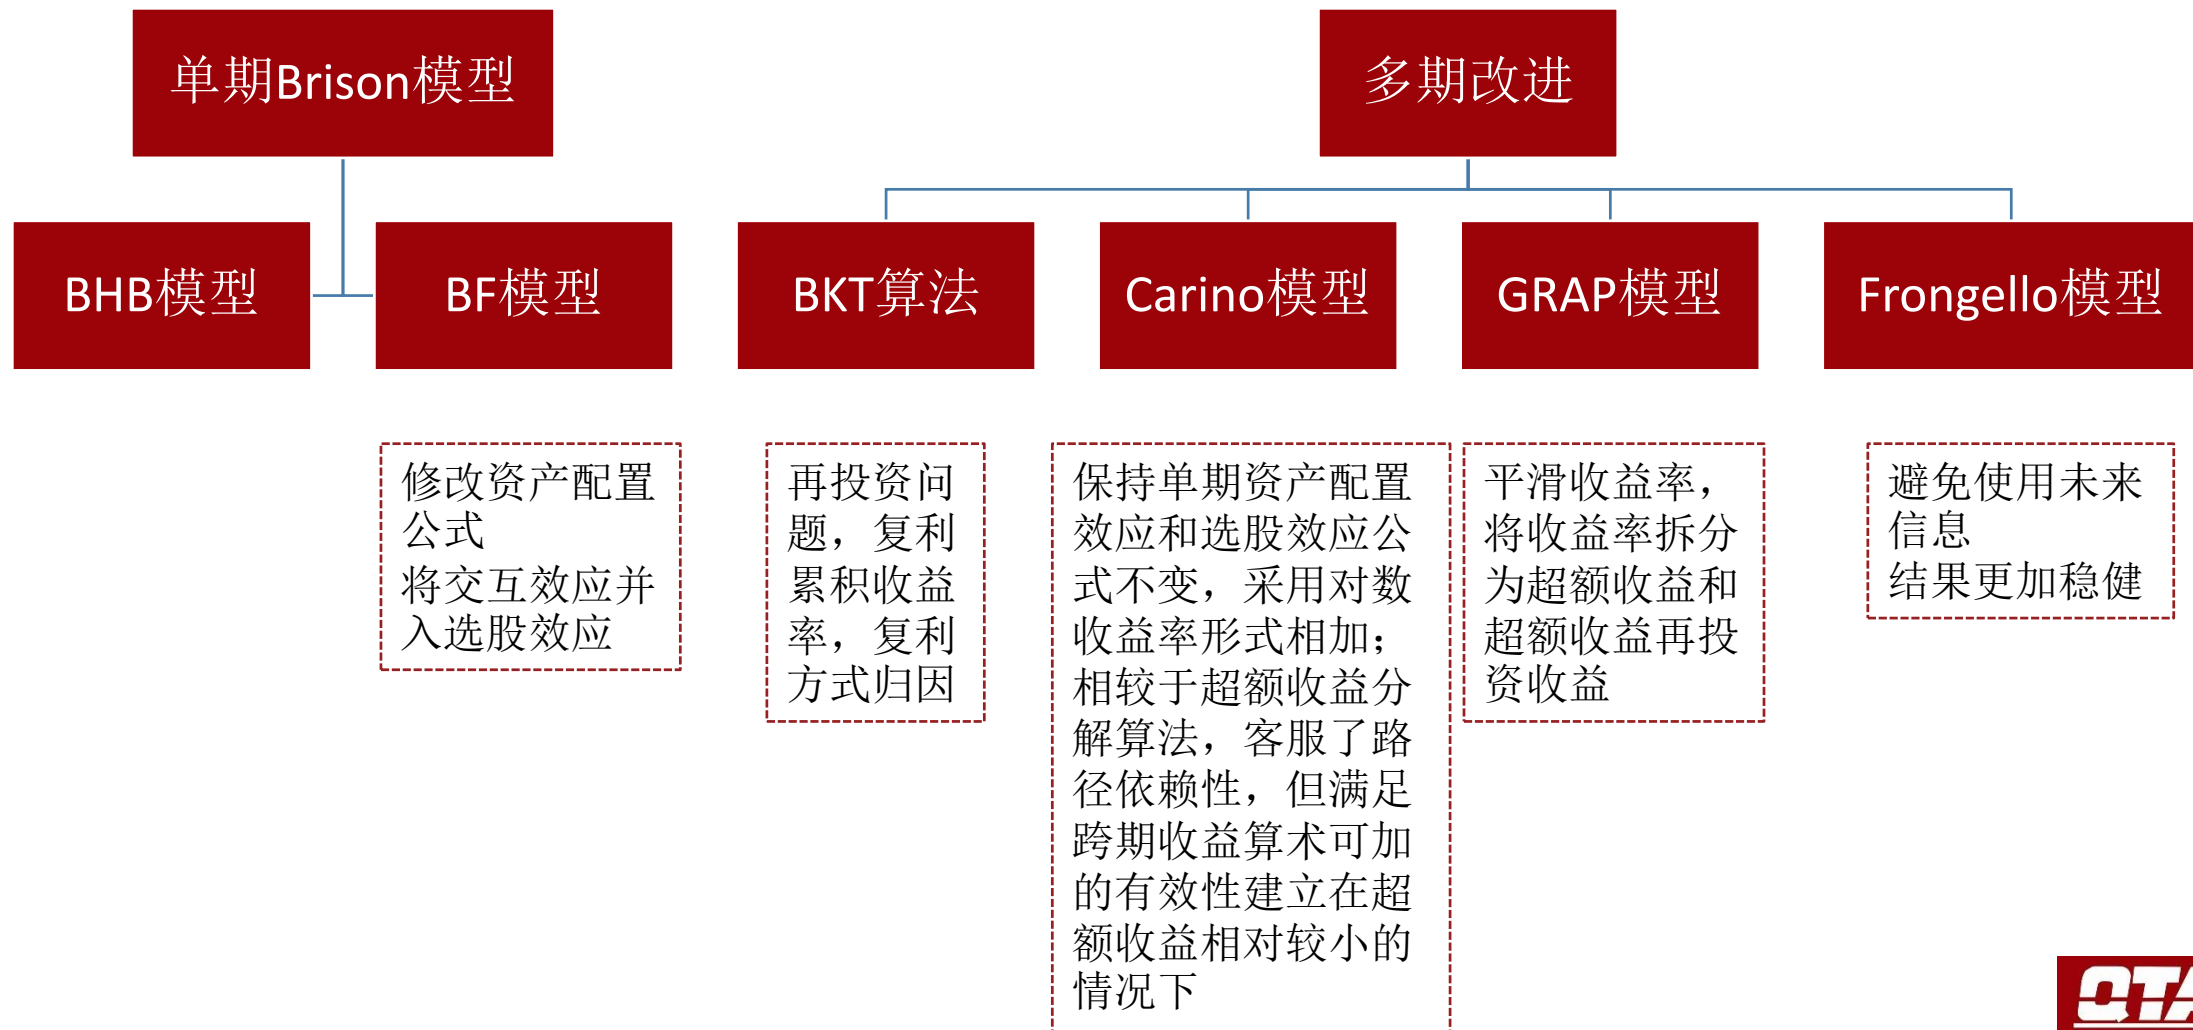 单期Brison模型
多期改进
BHB模型
BF模型
BKT算法
Carino模型
GRAP模型
Frongello模型
修改资产配置
公式
将交互效应并
入选股效应
再投资问
题，复利
累积收益
率，复利
方式归因
保持单期资产配置
效应和选股效应公
式不变，采用对数
收益率形式相加；
相较于超额收益分
解算法，客服了路
径依赖性，但满足
跨期收益算术可加
的有效性建立在超
额收益相对较小的
情况下
平滑收益率，
将收益率拆分
为超额收益和
超额收益再投
资收益
避免使用未来
信息
结果更加稳健